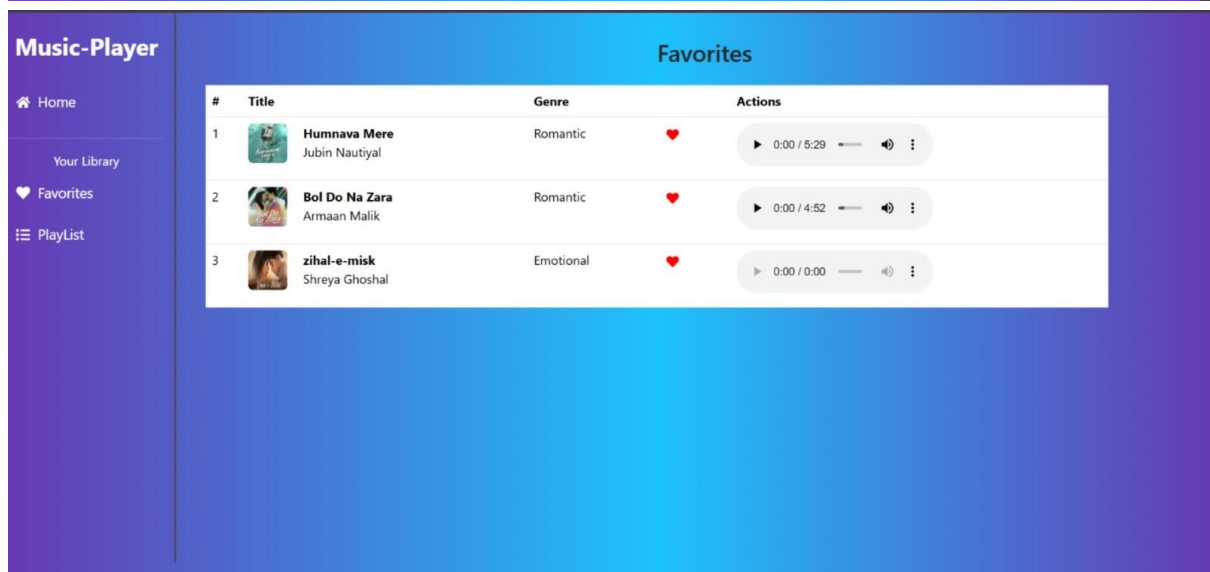 Music-Player
Home
Your Library
Favorites
PlayList
Favorites
# Title Genre Actions
1 Humnava Mere Romantic 0:00 / 5:29
Jubin Nautiyal
2 Bol Do Na Zara Romantic 0:00 / 4:52
Armaan Malik
3 zihal-e-misk Emotional 0:00 / 0:00
Shreya Ghoshal